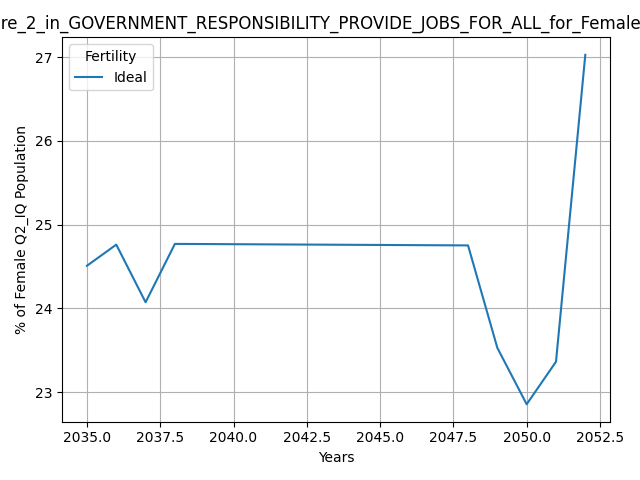 re_2_in_GOVERNMENT_RESPONSIBILITY_PROVIDE_JOBS_FOR_ALL_for_Female
Fertility
Ideal
% of Female Q2_IQ Population
27
26
25
24
23
2035.0 2037.5 2040.0 2042.5 2045.0 2047.5 2050.0 2052.5
Years